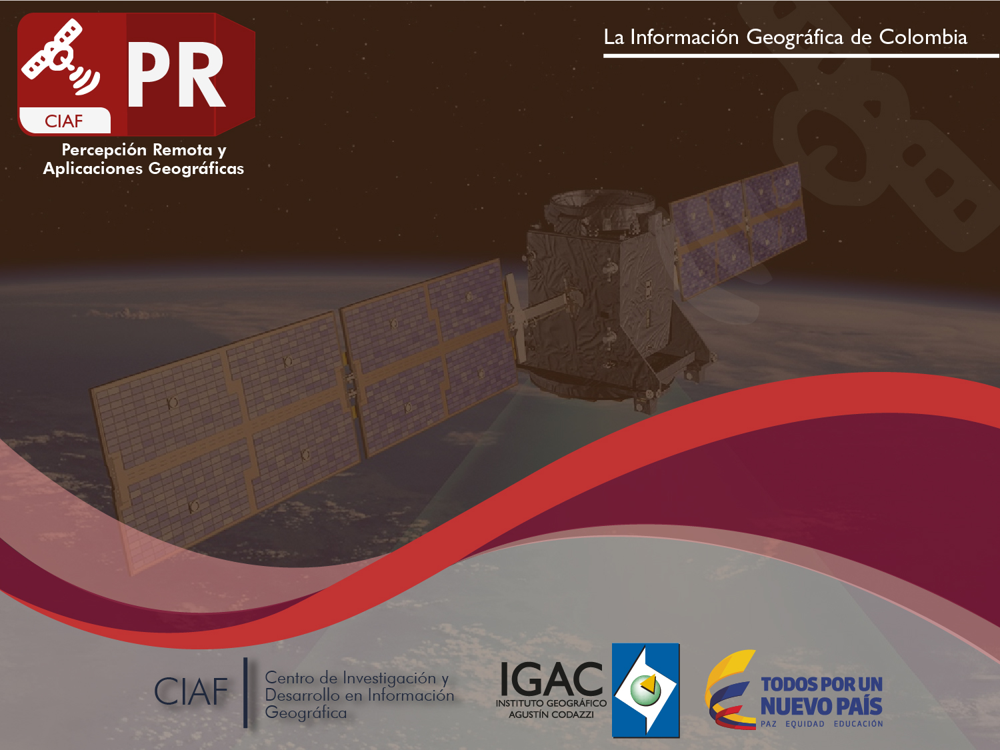 La Información Geográfica de Colombia
PR
CIAF
Percepción Remota y
Aplicaciones Geográficas
CIAF
Centro de Investigación y
Desarrollo en Información
Geográfica
IGAC
INSTITUTO GEOGRÁFICO
AGUSTÍN CODAZZI
TODOS POR UN
NUEVO PAÍS
PAZ EQUIDAD EDUCACIÓN